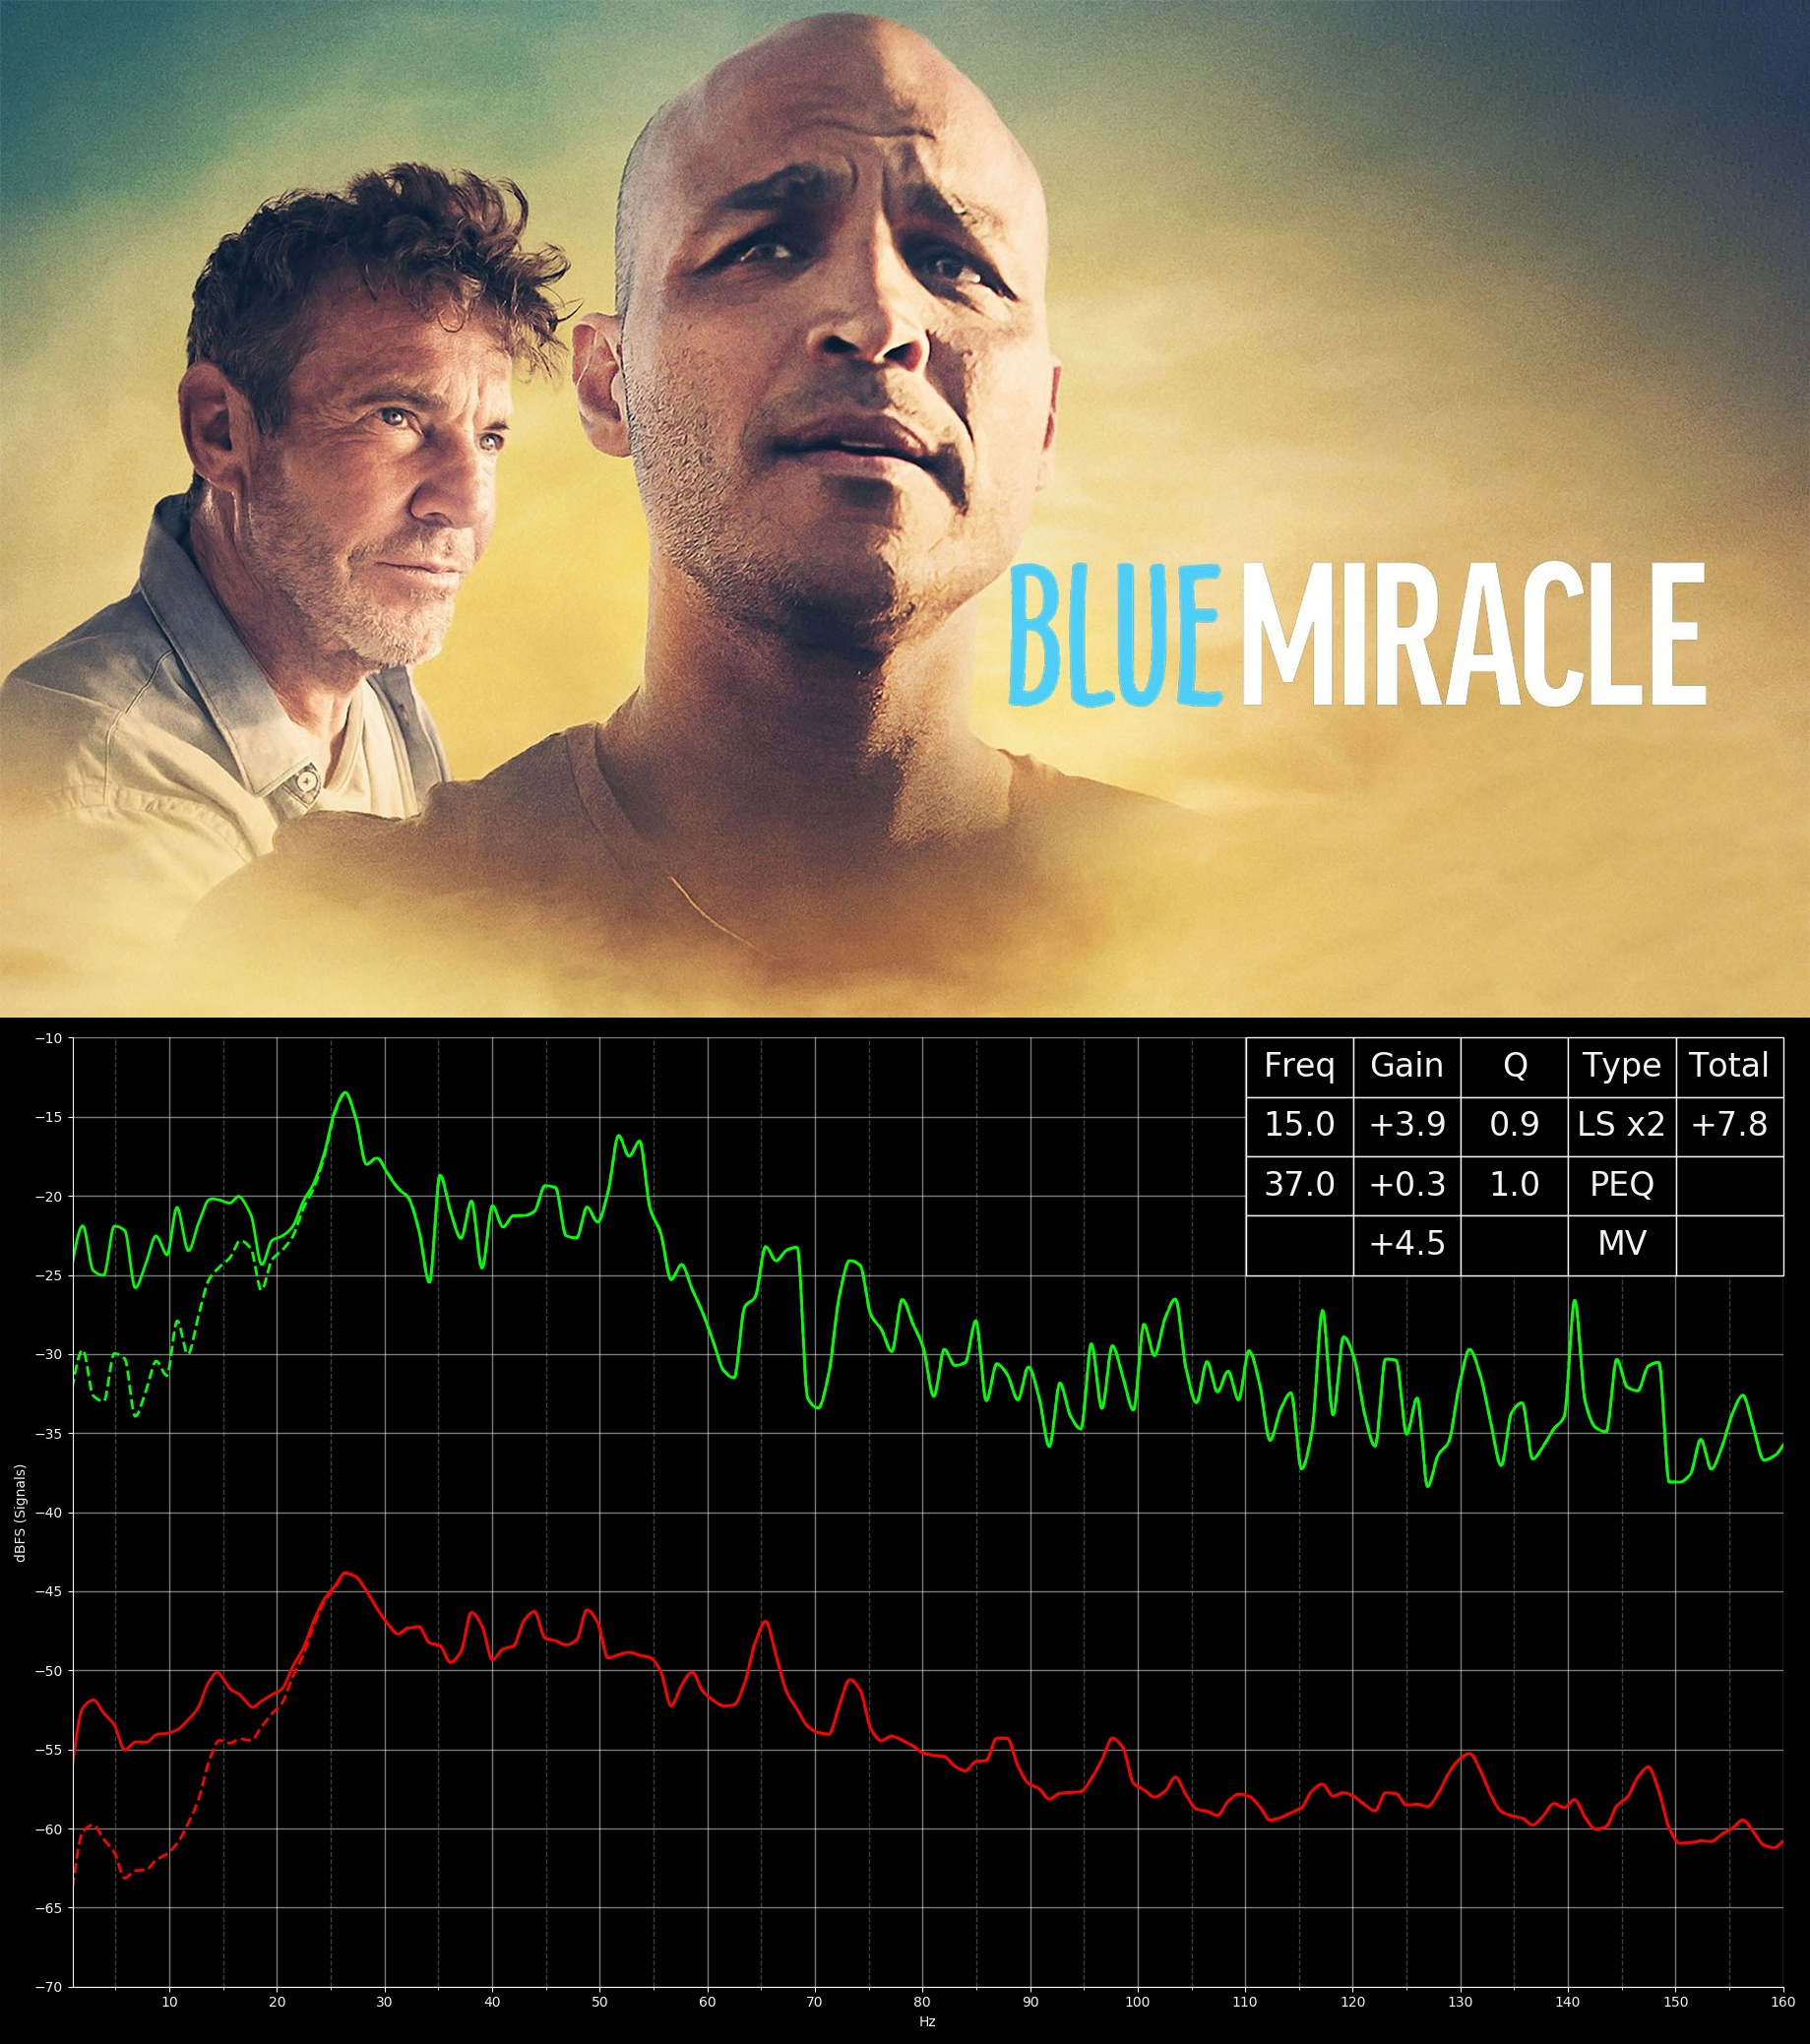 BLUE MIRACLE
Freq Gain Q Type Total
15.0 +3.9 0.9 LS x2 +7.8
37.0 +0.3 1.0 PEQ
+4.5 MV
−10
−15
−20
−25
−30
−35
−40
−45
−50
−55
−60
−65
−70
dBFS (Signals)
10 20 30 40 50 60 70 80 90 100 110 120 130 140 150 160
Hz